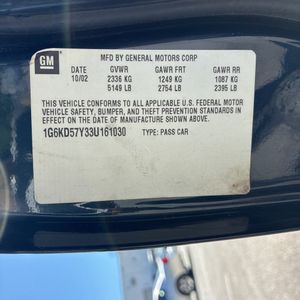 GM
MFD BY GENERAL MOTORS CORP
DATE GVWR GAWR FRT GAWR RR
10/02 2336 KG 1249 KG 1087 KG
5149 LB 2754 LB 2395 LB
THIS VEHICLE CONFORMS TO ALL APPLICABLE U.S. FEDERAL MOTOR
VEHICLE SAFETY, BUMPER, AND THEFT PREVENTION STANDARDS IN
EFFECT ON THE DATE OF MANUFACTURE SHOWN ABOVE.
1G6KD57Y33U161030 TYPE: PASS CAR